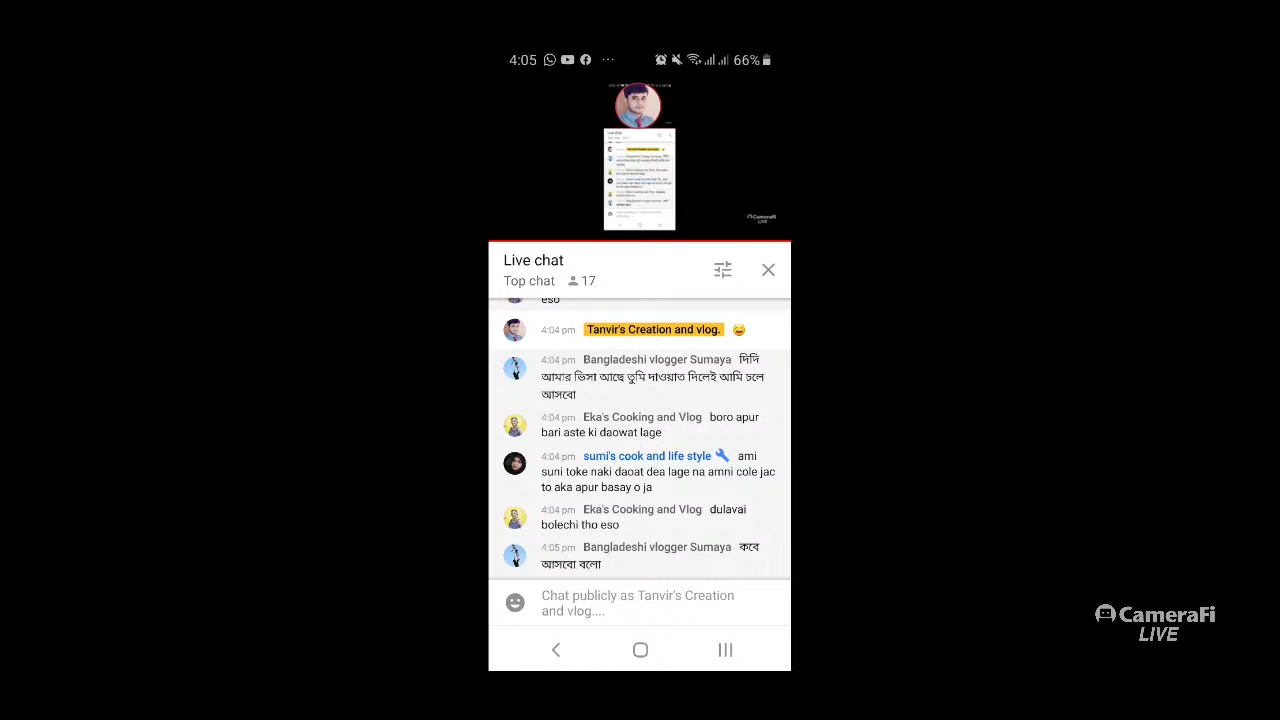 4:05 ... 66%
Live chat
Top chat 17
eso
4:04 pm Tanvir's Creation and vlog. 😄
4:04 pm Bangladeshi vlogger Sumaya দিদি
আমার ভিসা আছে তুমি দাওয়াত দিলেই আমি চলে
আসবো
4:04 pm Eka's Cooking and Vlog boro apur
bari aste ki daowat lage
4:04 pm sumi's cook and life style ami
suni toke naki daoat dea lage na amni cole jac
to aka apur basay o ja
4:04 pm Eka's Cooking and Vlog dulavai
bolechi tho eso
4:05 pm Bangladeshi vlogger Sumaya কবে
আসবো বলো
Chat publicly as Tanvir's Creation
and vlog....
CameraFi
LIVE
CameraFi
LIVE